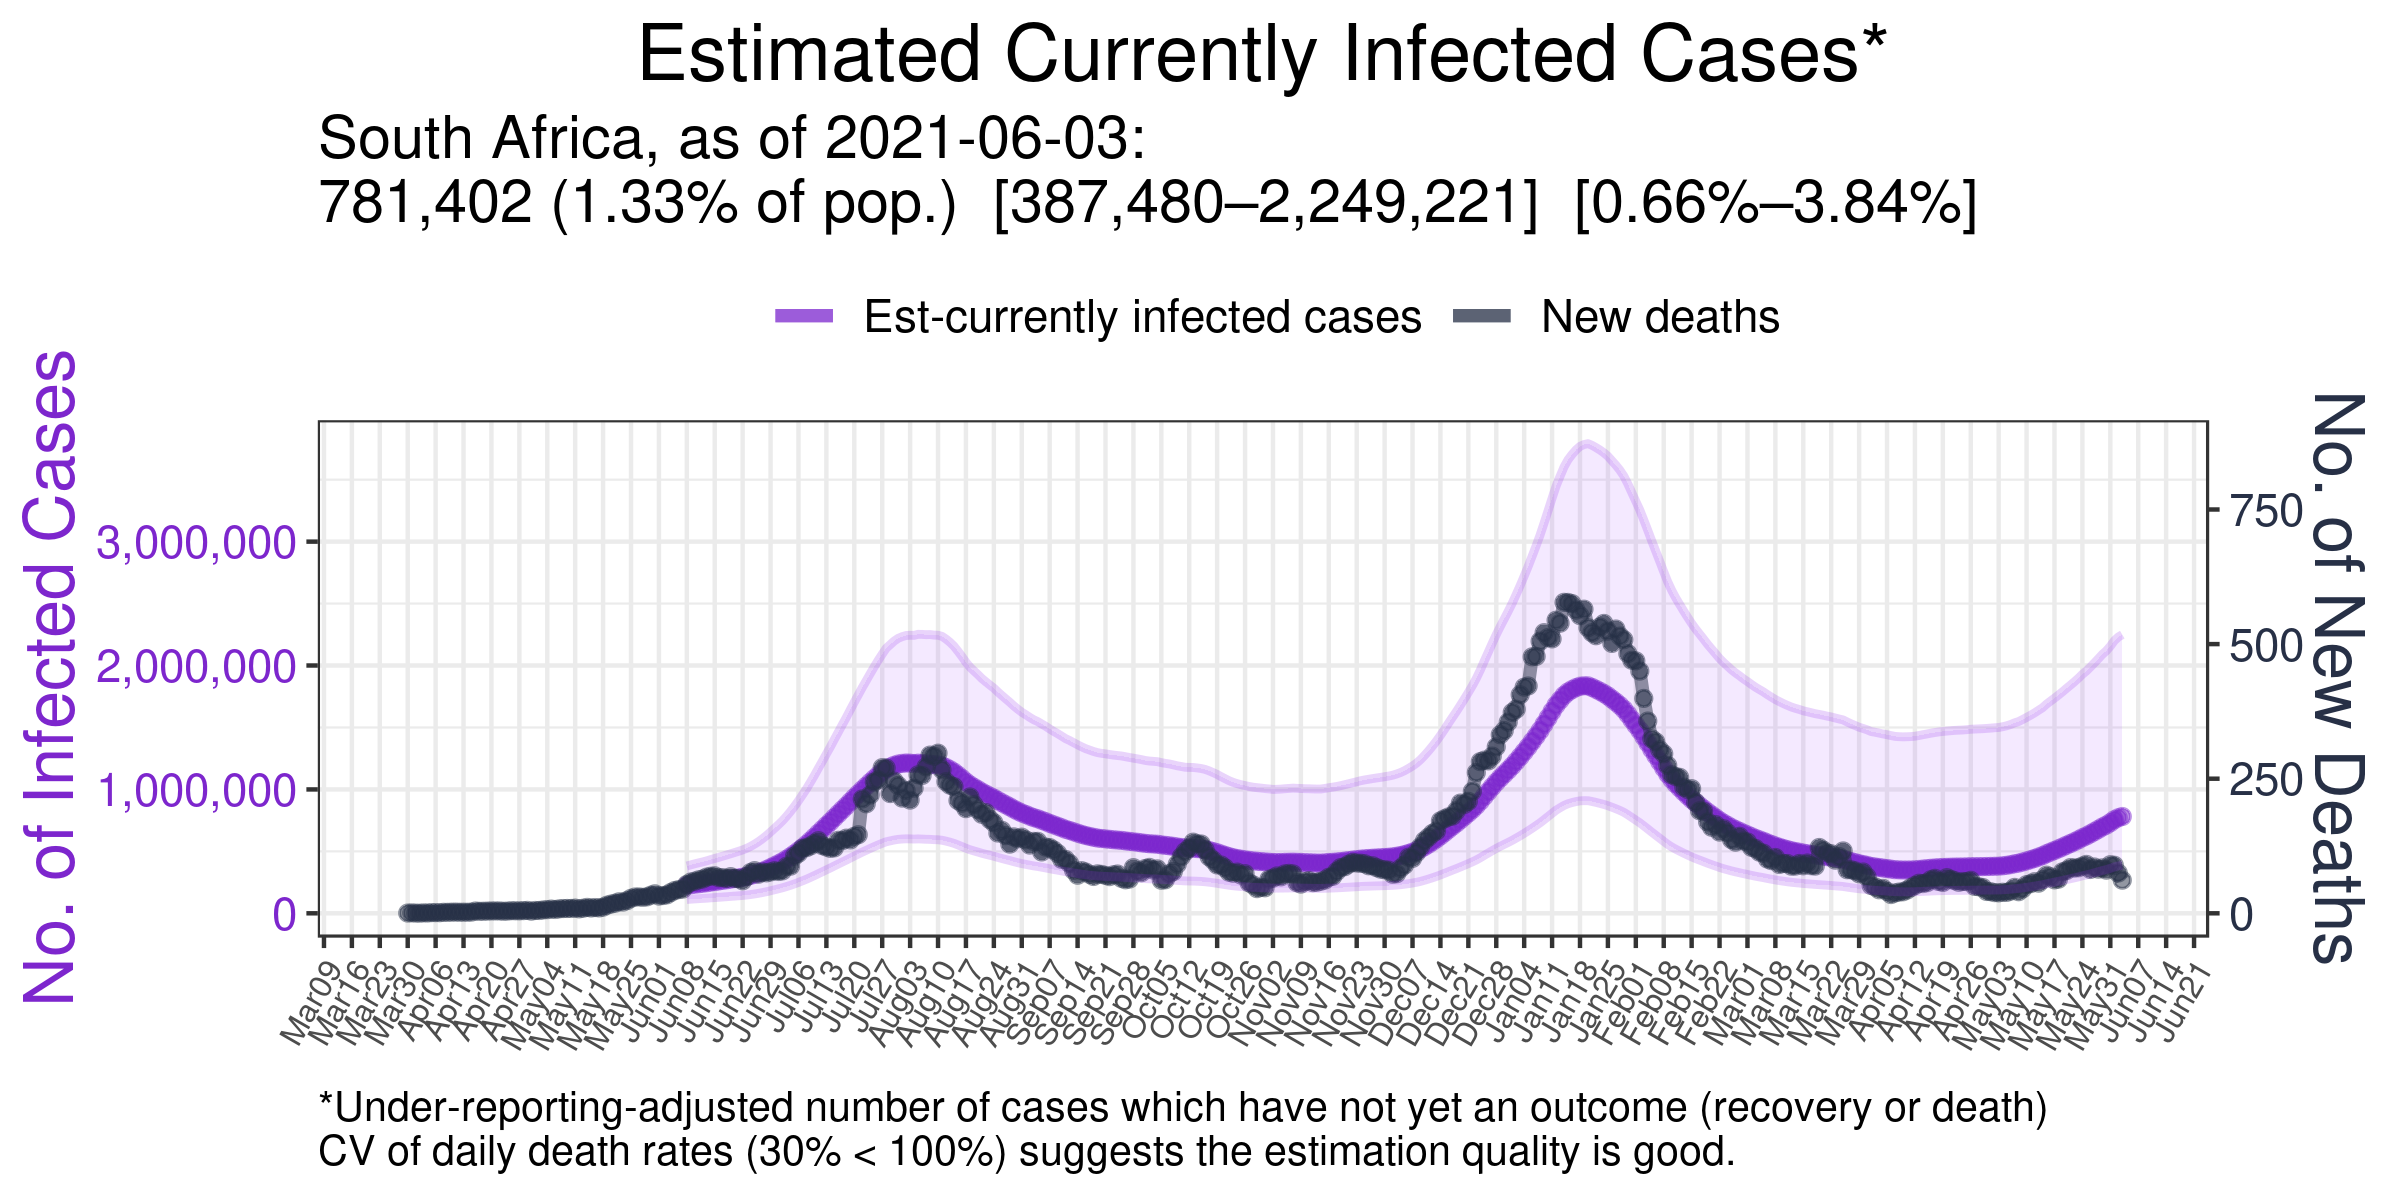 Estimated Currently Infected Cases*
South Africa, as of 2021-06-03:
781,402 (1.33% of pop.)  [387,480–2,249,221]  [0.66%–3.84%]
Est-currently infected cases
New deaths
No. of Infected Cases
3,000,000
2,000,000
1,000,000
0
750
500
250
0
No. of New Deaths
Mar09
Mar16
Mar23
Mar30
Apr06
Apr13
Apr20
Apr27
May04
May11
May18
May25
Jun01
Jun08
Jun15
Jun22
Jun29
Jul06
Jul13
Jul20
Jul27
Aug03
Aug10
Aug17
Aug24
Aug31
Sep07
Sep14
Sep21
Sep28
Oct05
Oct12
Oct19
Oct26
Nov02
Nov09
Nov16
Nov23
Nov30
Dec07
Dec14
Dec21
Dec28
Jan04
Jan11
Jan18
Jan25
Feb01
Feb08
Feb15
Feb22
Mar01
Mar08
Mar15
Mar22
Mar29
Apr05
Apr12
Apr19
Apr26
May03
May10
May17
May24
May31
Jun07
Jun14
Jun21
*Under-reporting-adjusted number of cases which have not yet an outcome (recovery or death)
CV of daily death rates (30% < 100%) suggests the estimation quality is good.